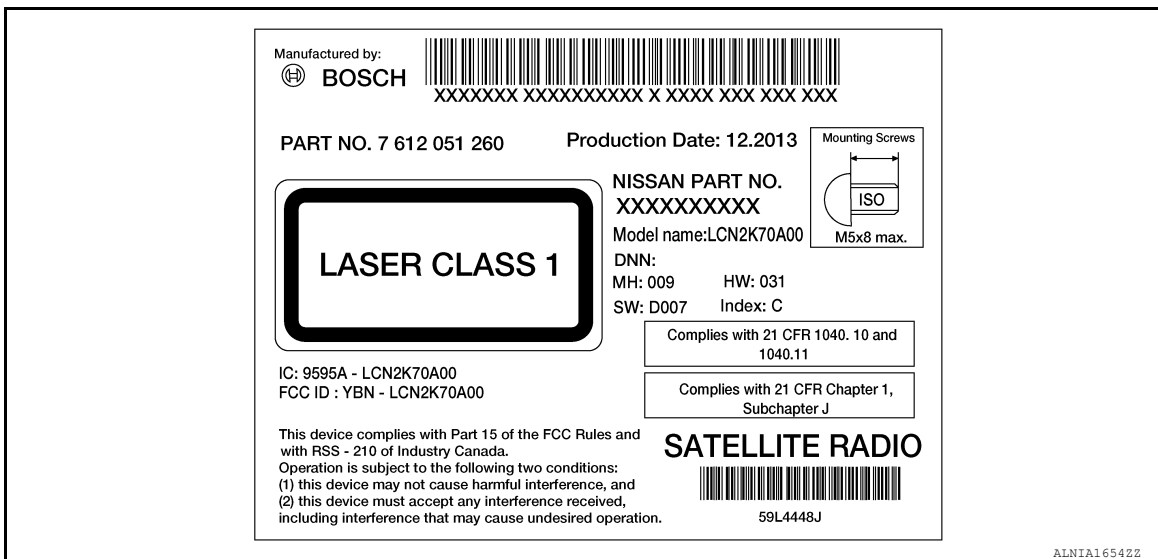 Manufactured by:
BOSCH
XXXXXXX XXXXXXXXXX X XXXX XXX XXX XXX
PART NO. 7 612 051 260
Production Date: 12.2013
Mounting Screws
ISO
M5x8 max.
LASER CLASS 1
NISSAN PART NO.
XXXXXXXXXX
Model name:LCN2K70A00
DNN:
MH: 009 HW: 031
SW: D007 Index: C
Complies with 21 CFR 1040. 10 and
1040.11
IC: 9595A - LCN2K70A00
FCC ID : YBN - LCN2K70A00
Complies with 21 CFR Chapter 1,
Subchapter J
This device complies with Part 15 of the FCC Rules and
with RSS - 210 of Industry Canada.
Operation is subject to the following two conditions:
(1) this device may not cause harmful interference, and
(2) this device must accept any interference received,
including interference that may cause undesired operation.
SATELLITE RADIO
59L4448J
ALNIA1654ZZ